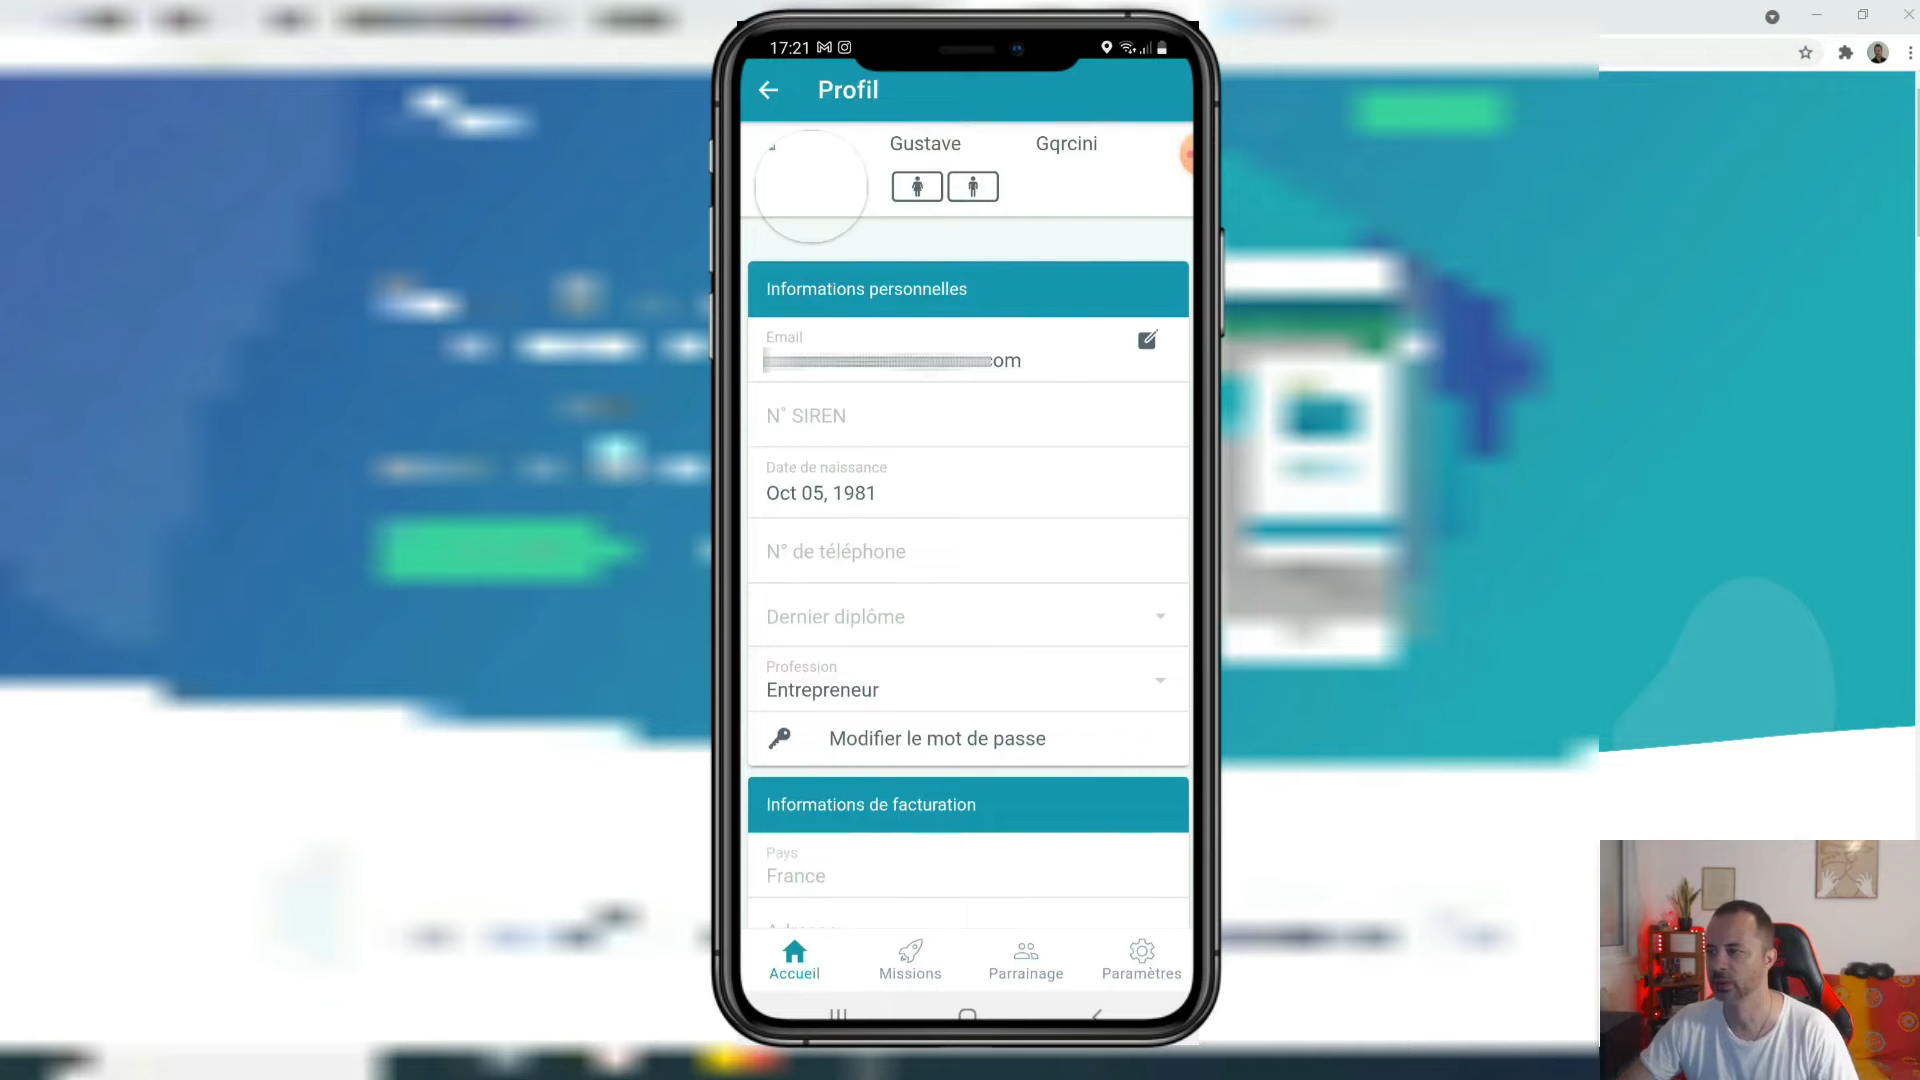 17:21
Profil
Gustave Gqrcini
Informations personnelles
Email
com
N° SIREN
Date de naissance
Oct 05, 1981
N° de téléphone
Dernier diplôme
Profession
Entrepreneur
Modifier le mot de passe
Informations de facturation
Pays
France
Accueil Missions Parrainage Paramètres